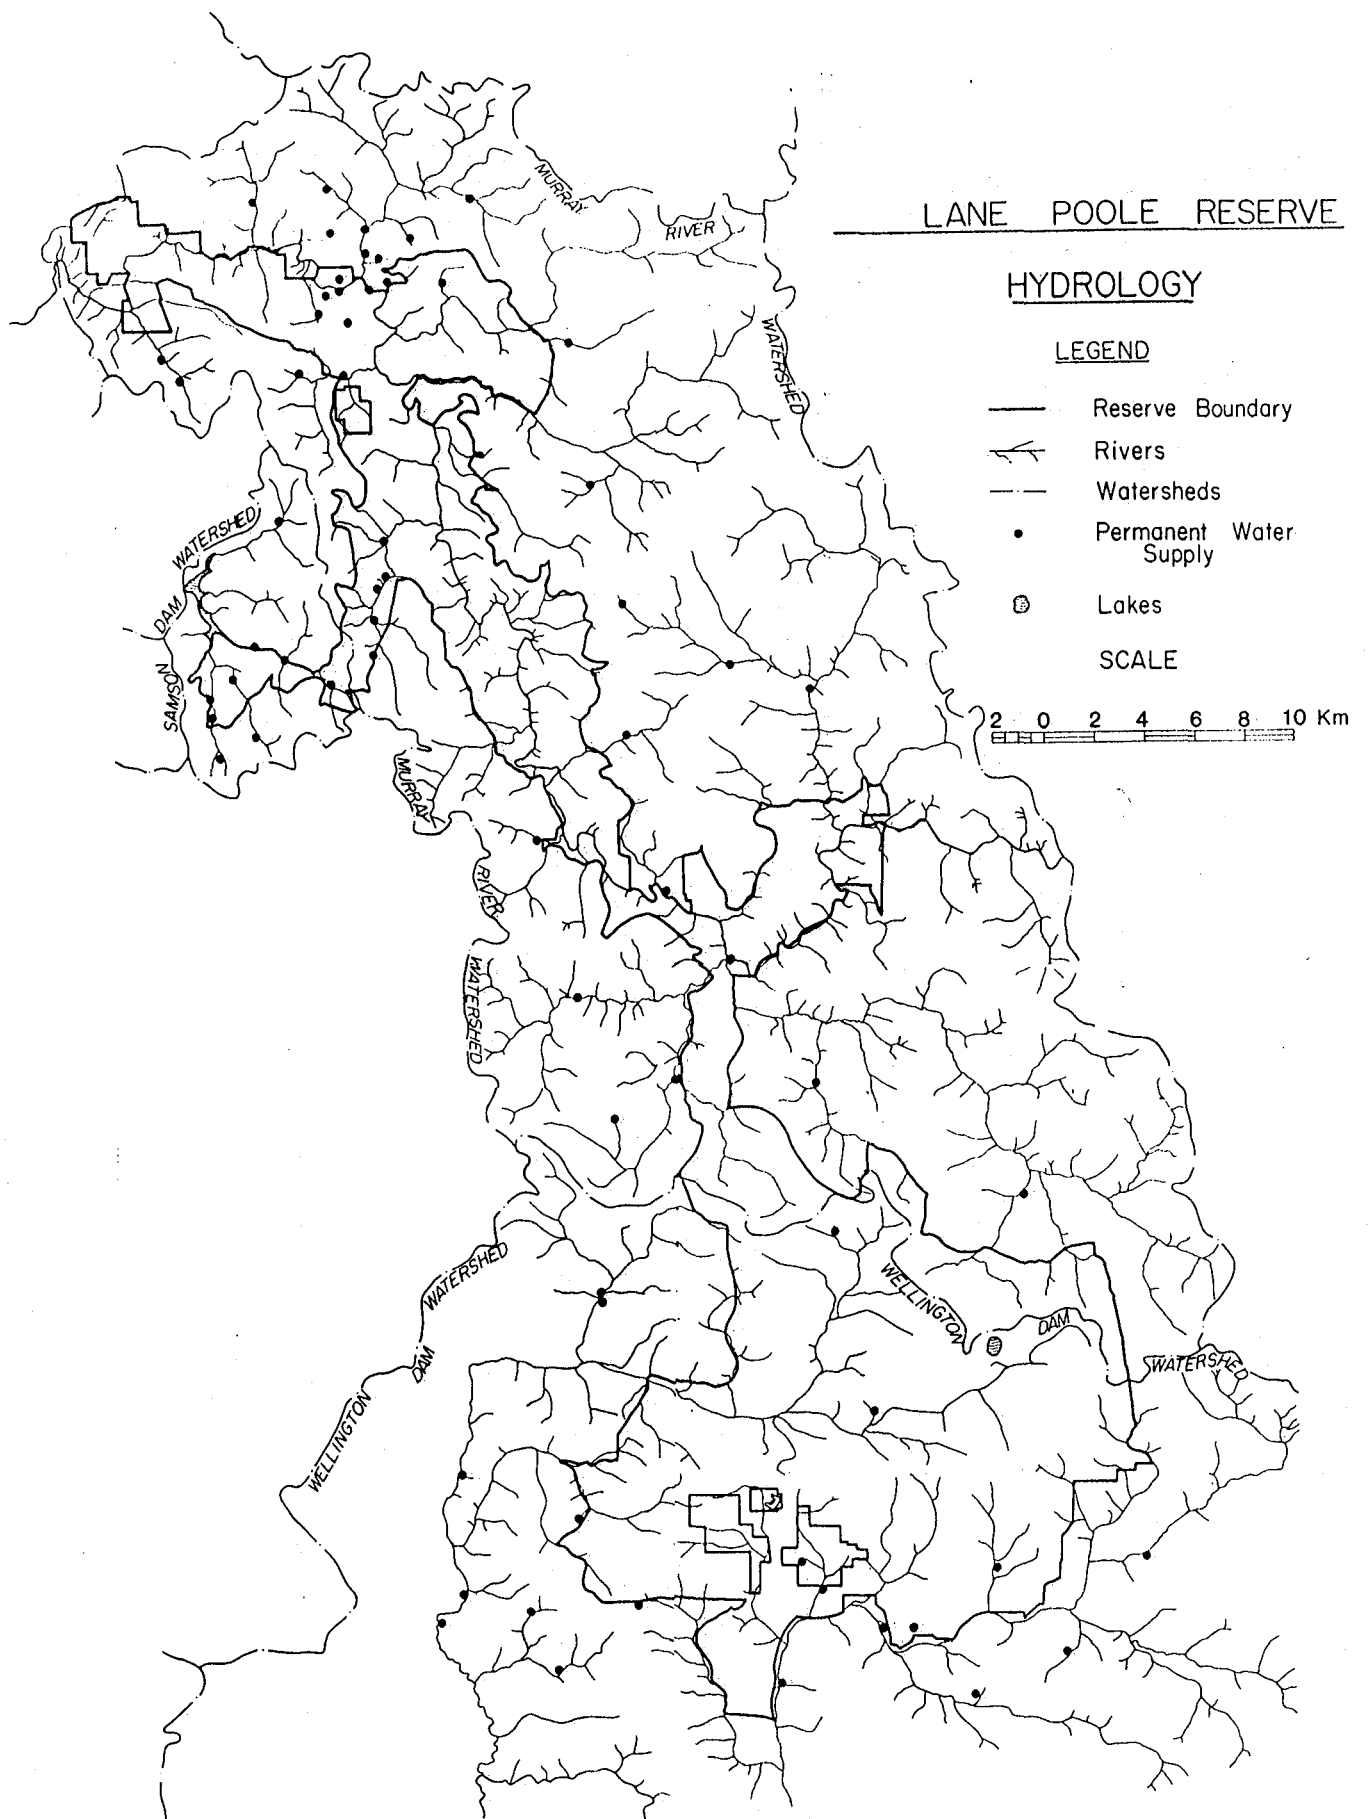 LANE POOLE RESERVE
HYDROLOGY
LEGEND
Reserve Boundary
Rivers
Watersheds
Permanent Water
Supply
Lakes
SCALE
2 0 2 4 6 8 10 Km
MURRAY
RIVER
WATERSHED
WATERSHED
DAM
SAMSON
MURRAY
RIVER
WATERSHED
WATERSHED
DAM
WELLINGTON
WELLINGTON
DAM
WATERSHED